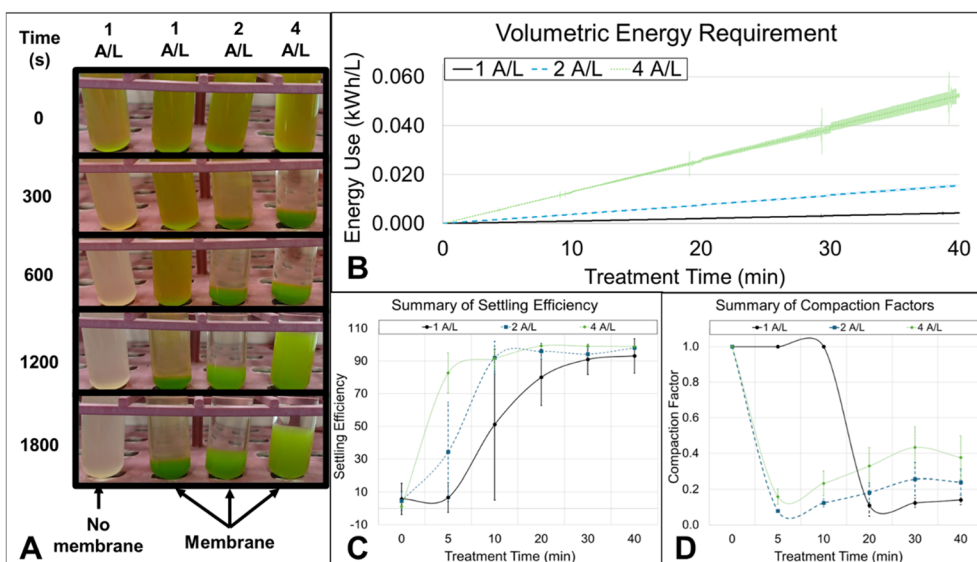 Time
(s)
1
A/L
1
A/L
2
A/L
4
A/L
0
300
600
1200
1800
No
membrane
Membrane
A
Volumetric Energy Requirement
1 A/L 2 A/L 4 A/L
Energy Use (kWh/L)
0.060
0.040
0.020
0.000
0 10 20 30 40
Treatment Time (min)
B
Summary of Settling Efficiency
1 A/L 2 A/L 4 A/L
Settling Efficiency
110
90
70
50
30
10
-10
0 5 10 20 30 40
Treatment Time (min)
C
Summary of Compaction Factors
1 A/L 2 A/L 4 A/L
Compaction Factor
1.0
0.8
0.6
0.4
0.2
0.0
0 5 10 20 30 40
Treatment Time (min)
D